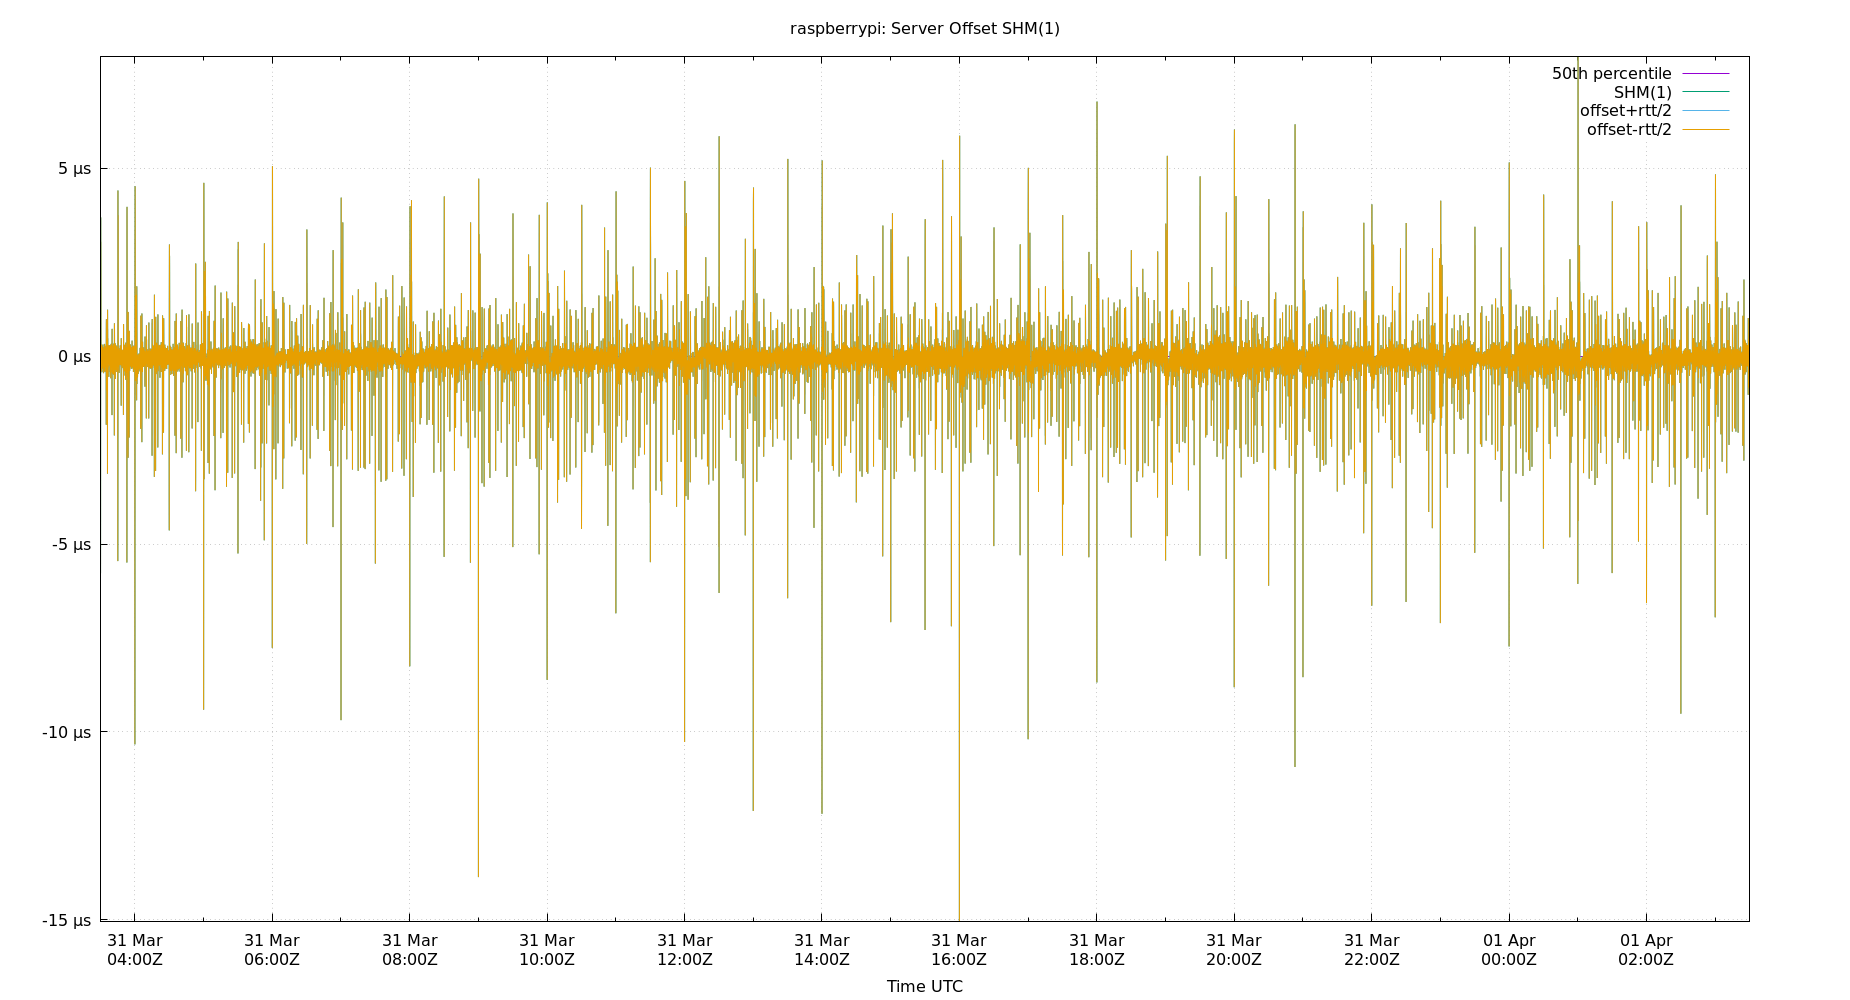 raspberrypi: Server Offset SHM(1)
50th percentile
SHM(1)
offset+rtt/2
offset-rtt/2
5 µs
0 µs
-5 µs
-10 µs
-15 µs
31 Mar 31 Mar 31 Mar 31 Mar 31 Mar 31 Mar 31 Mar 31 Mar 31 Mar 31 Mar 01 Apr 01 Apr
04:00Z 06:00Z 08:00Z 10:00Z 12:00Z 14:00Z 16:00Z 18:00Z 20:00Z 22:00Z 00:00Z 02:00Z
Time UTC